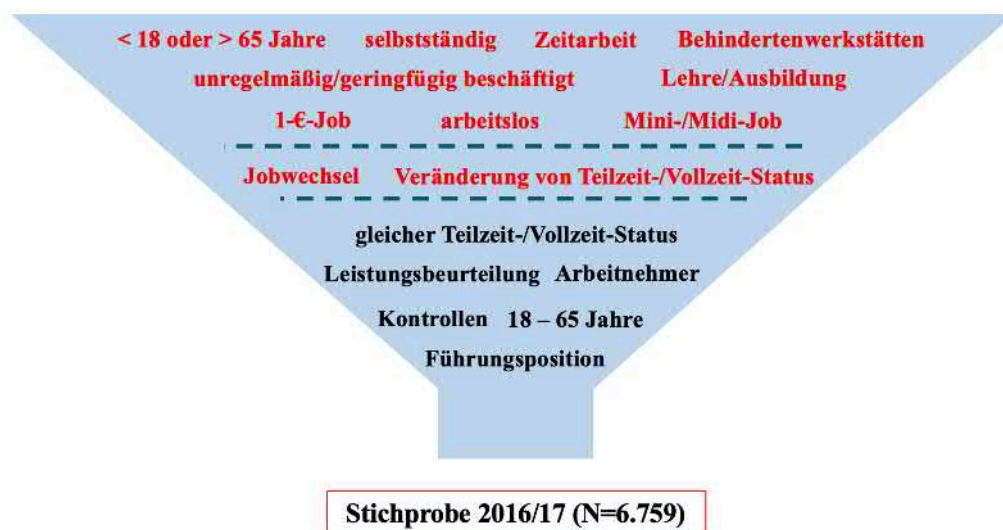 < 18 oder > 65 Jahre selbstständig Zeitarbeit Behindertenwerkstätten
unregelmäßig/geringfügig beschäftigt Lehre/Ausbildung
1-€-Job arbeitslos Mini-/Midi-Job
Jobwechsel Veränderung von Teilzeit-/Vollzeit-Status
gleicher Teilzeit-/Vollzeit-Status
Leistungsbeurteilung Arbeitnehmer
Kontrollen 18 – 65 Jahre
Führungsposition
Stichprobe 2016/17 (N=6.759)